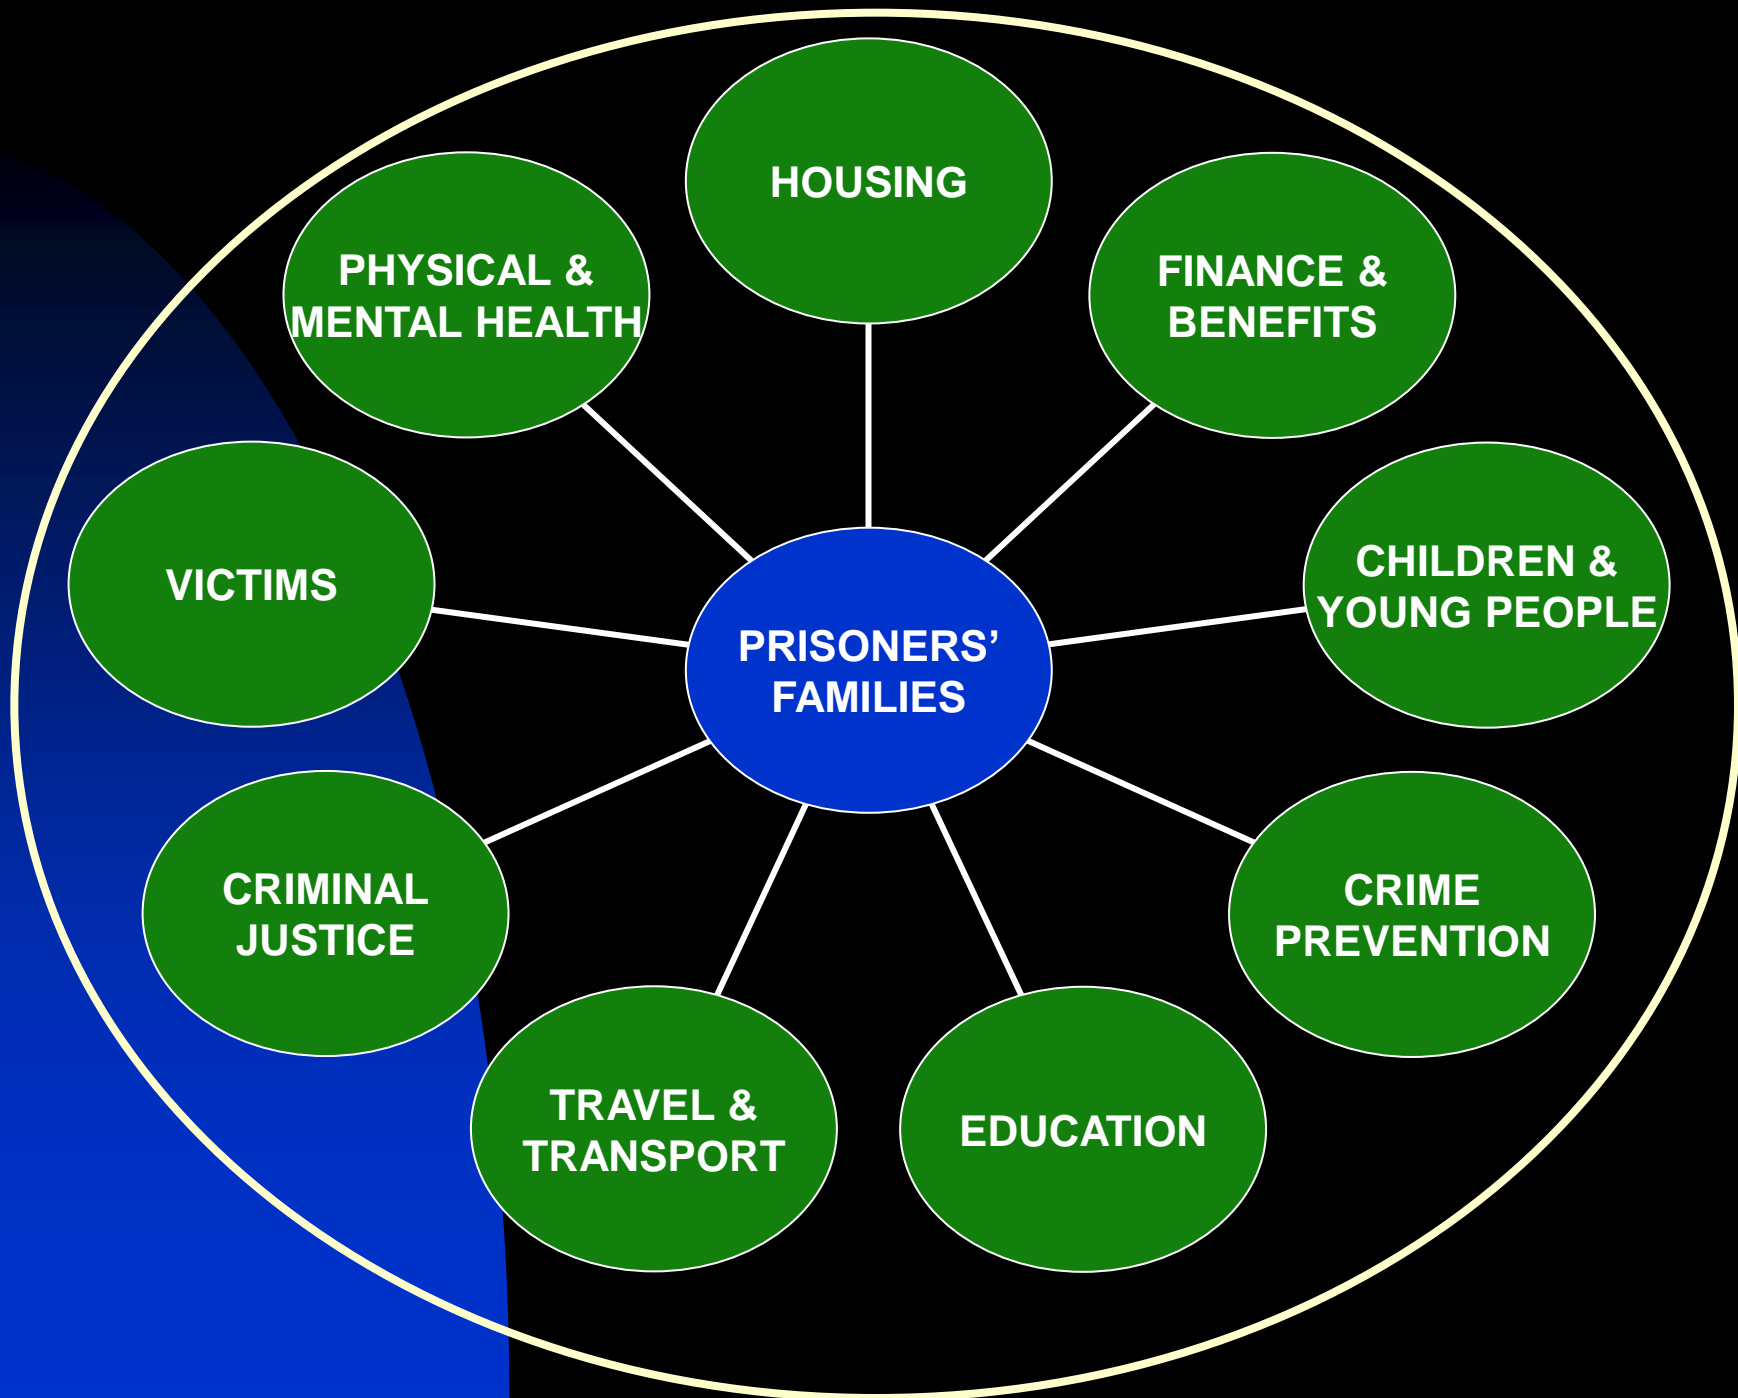 HOUSING
FINANCE &
BENEFITS
CHILDREN &
YOUNG PEOPLE
CRIME
PREVENTION
EDUCATION
TRAVEL &
TRANSPORT
CRIMINAL
JUSTICE
VICTIMS
PHYSICAL &
MENTAL HEALTH
PRISONERS’
FAMILIES